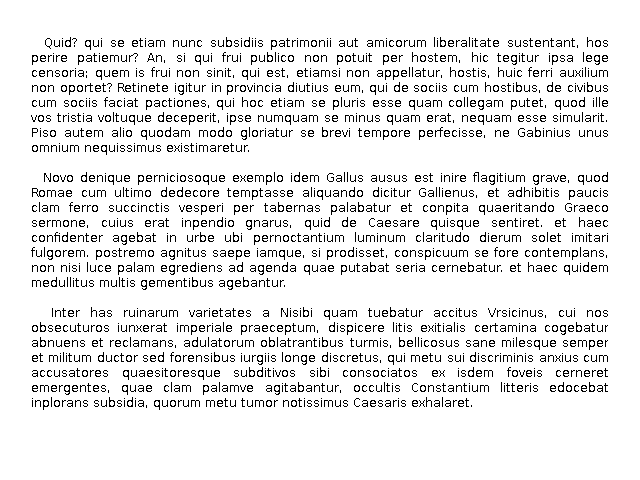 Quid? qui se etiam nunc subsidiis patrimonii aut amicorum liberalitate sustentant, hos
perire patiemur? An, si qui frui publico non potuit per hostem, hic tegitur ipsa lege
censoria; quem is frui non sinit, qui est, etiamsi non appellatur, hostis, huic ferri auxilium
non oportet? Retinete igitur in provincia diutius eum, qui de sociis cum hostibus, de civibus
cum sociis faciat pactiones, qui hoc etiam se pluris esse quam collegam putet, quod ille
vos tristia voltuque deceperit, ipse numquam se minus quam erat, nequam esse simularit.
Piso autem alio quodam modo gloriatur se brevi tempore perfecisse, ne Gabinius unus
omnium nequissimus existimaretur.
Novo denique perniciosoque exemplo idem Gallus ausus est inire flagitium grave, quod
Romae cum ultimo dedecore temptasse aliquando dicitur Gallienus, et adhibitis paucis
clam ferro succinctis vesperi per tabernas palabatur et conpita quaeritando Graeco
sermone, cuius erat inpendio gnarus, quid de Caesare quisque sentiret. et haec
confidenter agebat in urbe ubi pernoctantium luminum claritudo dierum solet imitari
fulgorem. postremo agnitus saepe iamque, si prodisset, conspicuum se fore contemplans,
non nisi luce palam egrediens ad agenda quae putabat seria cernebatur. et haec quidem
medullitus multis gementibus agebantur.
Inter has ruinarum varietates a Nisibi quam tuebatur accitus Vrsicinus, cui nos
obsecuturos iunxerat imperiale praeceptum, dispicere litis exitialis certamina cogebatur
abnuens et reclamans, adulatorum oblatrantibus turmis, bellicosus sane milesque semper
et militum ductor sed forensibus iurgiis longe discretus, qui metu sui discriminis anxius cum
accusatores quaesitoresque subditivos sibi consociatos ex isdem foveis cerneret
emergentes, quae clam palamve agitabantur, occultis Constantium litteris edocebat
inplorans subsidia, quorum metu tumor notissimus Caesaris exhalaret.